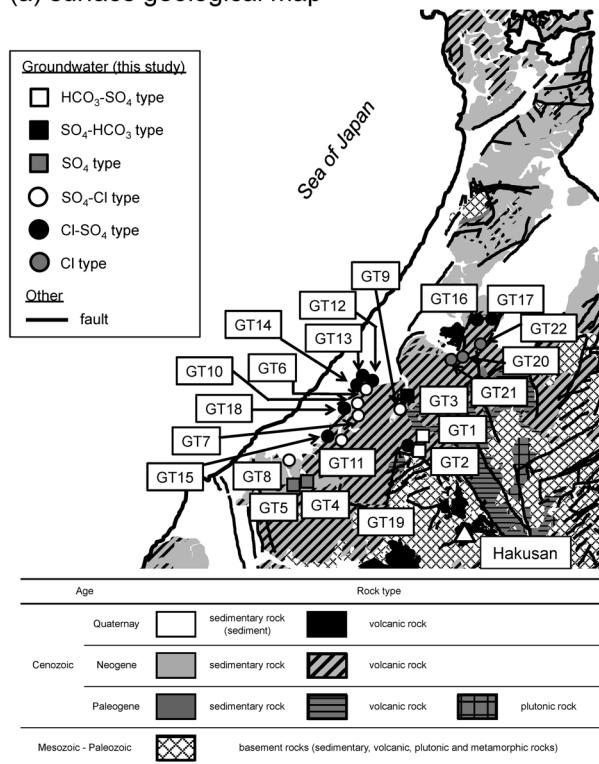 (a) surface geological map
Groundwater (this study)
HCO3-SO4 type
SO4-HCO3 type
SO4 type
SO4-Cl type
Cl-SO4 type
Cl type
Other
fault
Sea of Japan
GT9
GT12
GT16
GT17
GT14
GT13
GT22
GT10
GT6
GT20
GT18
GT3
GT21
GT7
GT1
GT15
GT8
GT11
GT2
GT5
GT4
GT19
Hakusan
Age
Rock type
Quaternay
sedimentary rock
(sediment)
volcanic rock
Cenozoic
Neogene
sedimentary rock
volcanic rock
Paleogene
sedimentary rock
volcanic rock
plutonic rock
Mesozoic - Paleozoic
basement rocks (sedimentary, volcanic, plutonic and metamorphic rocks)